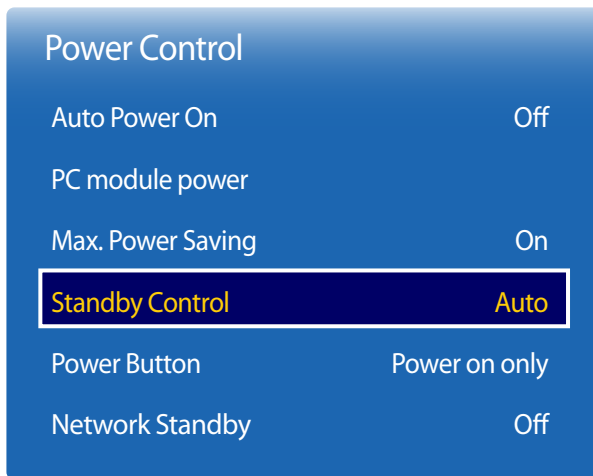 Power Control
Auto Power On Off
PC module power
Max. Power Saving On
Standby Control Auto
Power Button Power on only
Network Standby Off